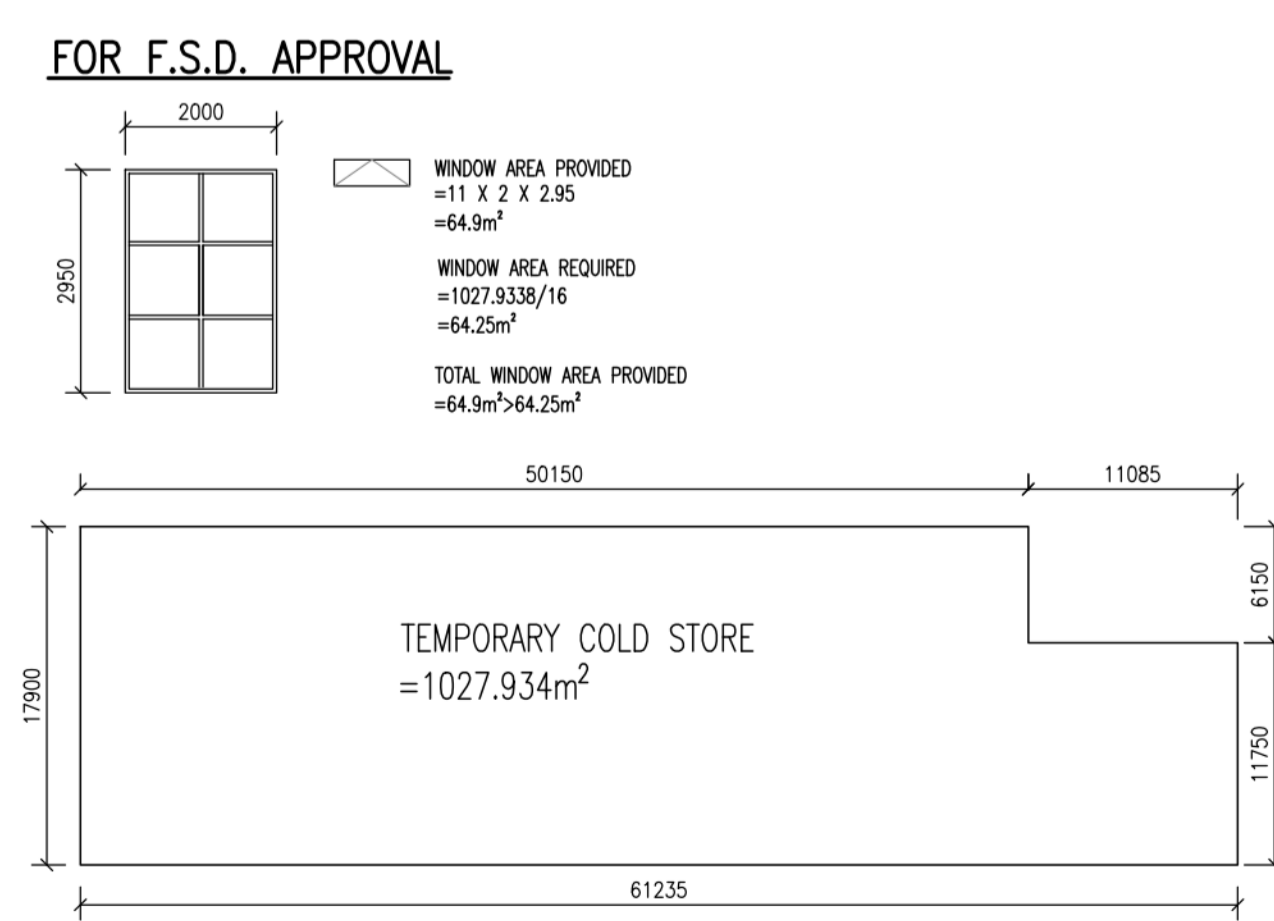 FOR F.S.D. APPROVAL
2000
2950
WINDOW AREA PROVIDED
=11 X 2 X 2.95
=64.9m²
WINDOW AREA REQUIRED
=1027.9338/16
=64.25m²
TOTAL WINDOW AREA PROVIDED
=64.9m²>64.25m²
50150
11085
17900
TEMPORARY COLD STORE
=1027.934m²
6150
11750
61235